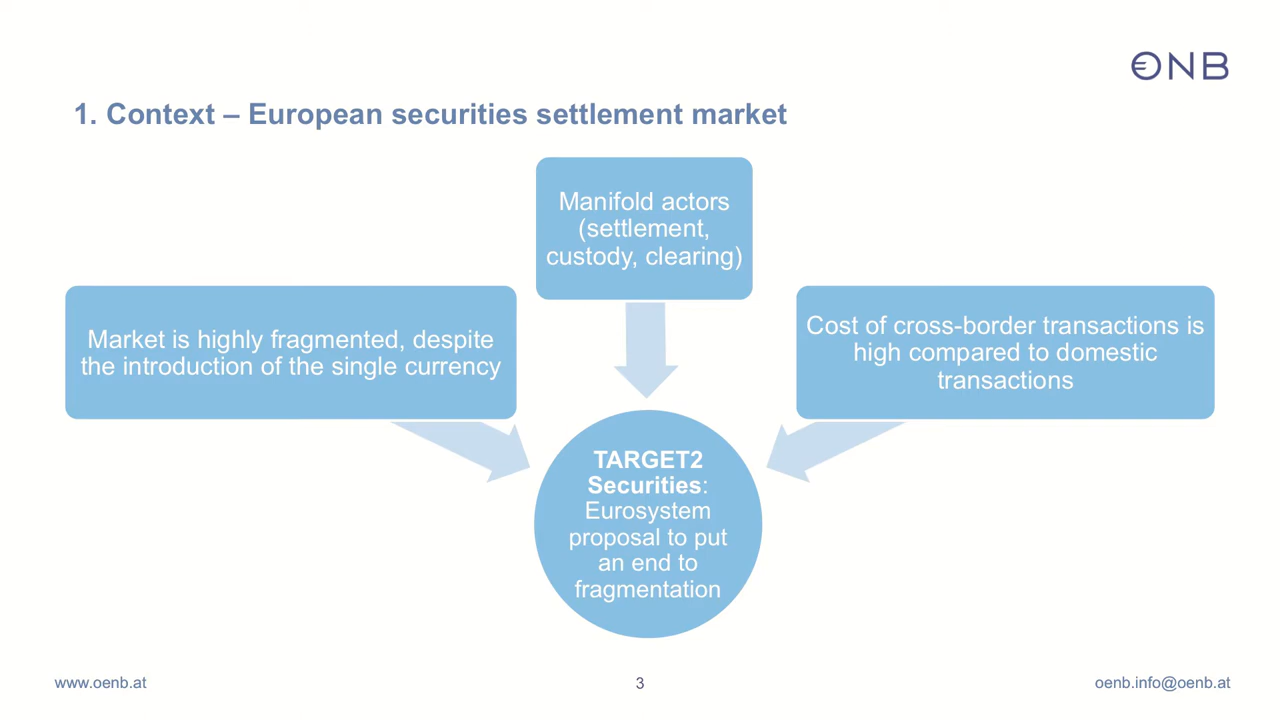 ONB
1. Context – European securities settlement market
Manifold actors
(settlement,
custody, clearing)
Market is highly fragmented, despite
the introduction of the single currency
Cost of cross-border transactions is
high compared to domestic
transactions
TARGET2
Securities:
Eurosystem
proposal to put
an end to
fragmentation
www.oenb.at
3
oenb.info@oenb.at